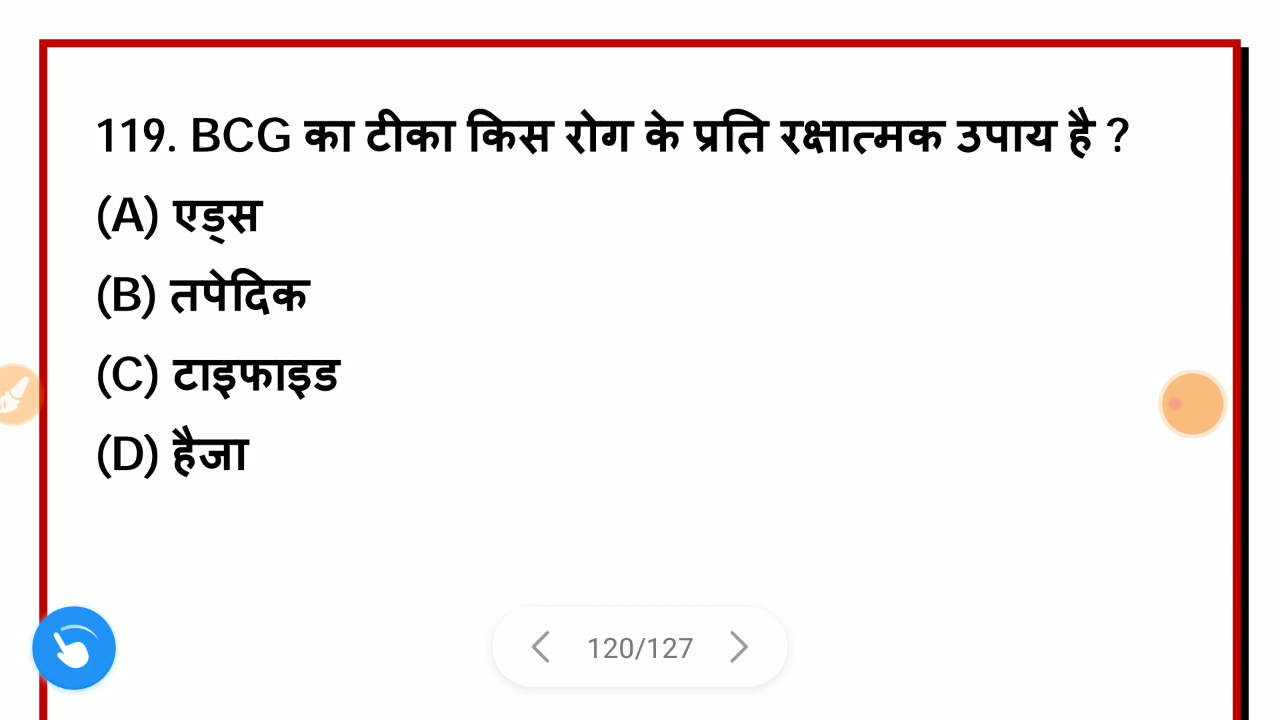 119. BCG का टीका किस रोग के प्रति रक्षात्मक उपाय है ?
(A) एड्स
(B) तपेदिक
(C) टाइफाइड
(D) हैजा
120/127